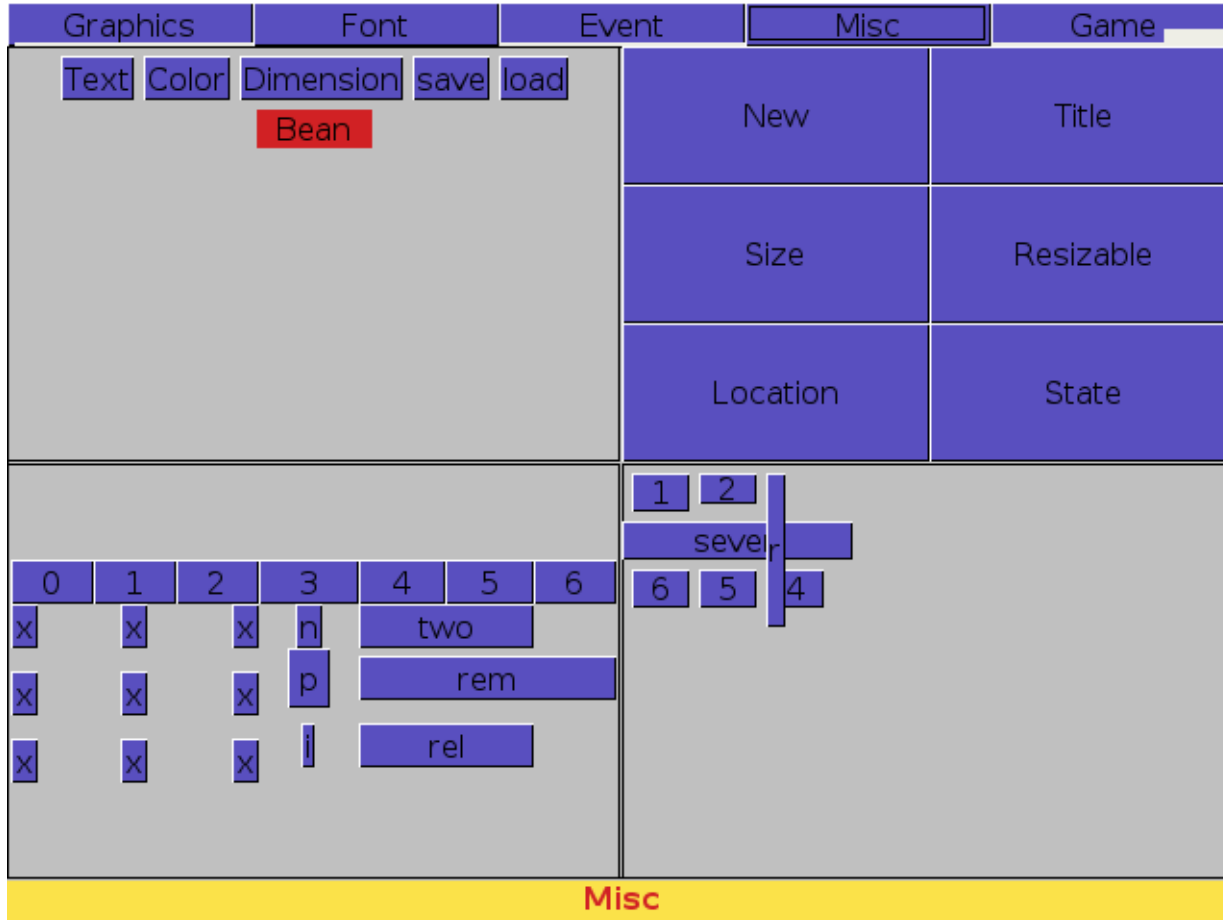 Graphics Font Event Misc Game
Text Color Dimension save load
Bean
New Title
Size Resizable
Location State
0 1 2 3 4 5 6
x x x n two
x x x p rem
x x x i rel
1 2
r
6 5 4
Misc